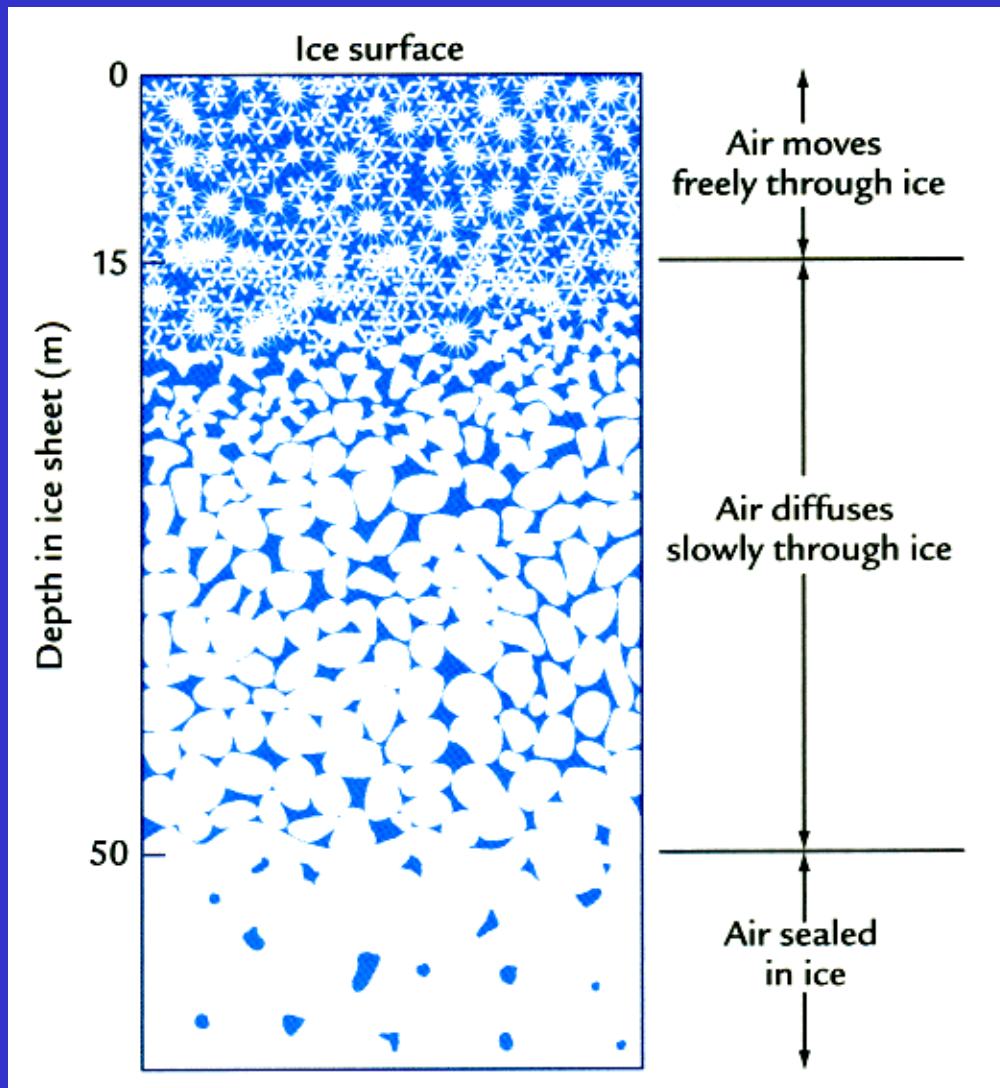 Ice surface
0
Air moves
freely through ice
15
Depth in ice sheet (m)
Air diffuses
slowly through ice
50
Air sealed
in ice